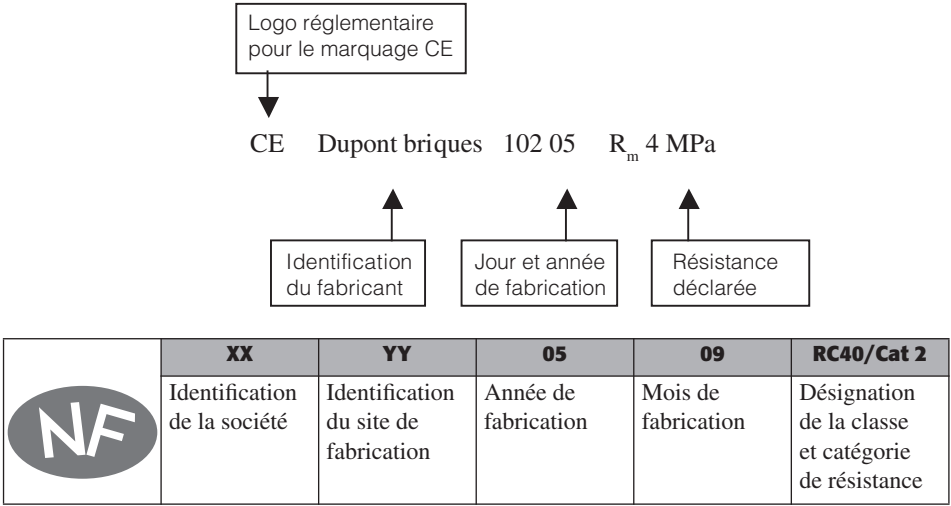 Logo réglementaire
pour le marquage CE
CE Dupont briques 102 05 Rm 4 MPa
Identification
du fabricant
Jour et année
de fabrication
Résistance
déclarée
NF
XX YY 05 09 RC40/Cat 2
Identification
de la société
Identification
du site de
fabrication
Année de
fabrication
Mois de
fabrication
Désignation
de la classe
et catégorie
de résistance